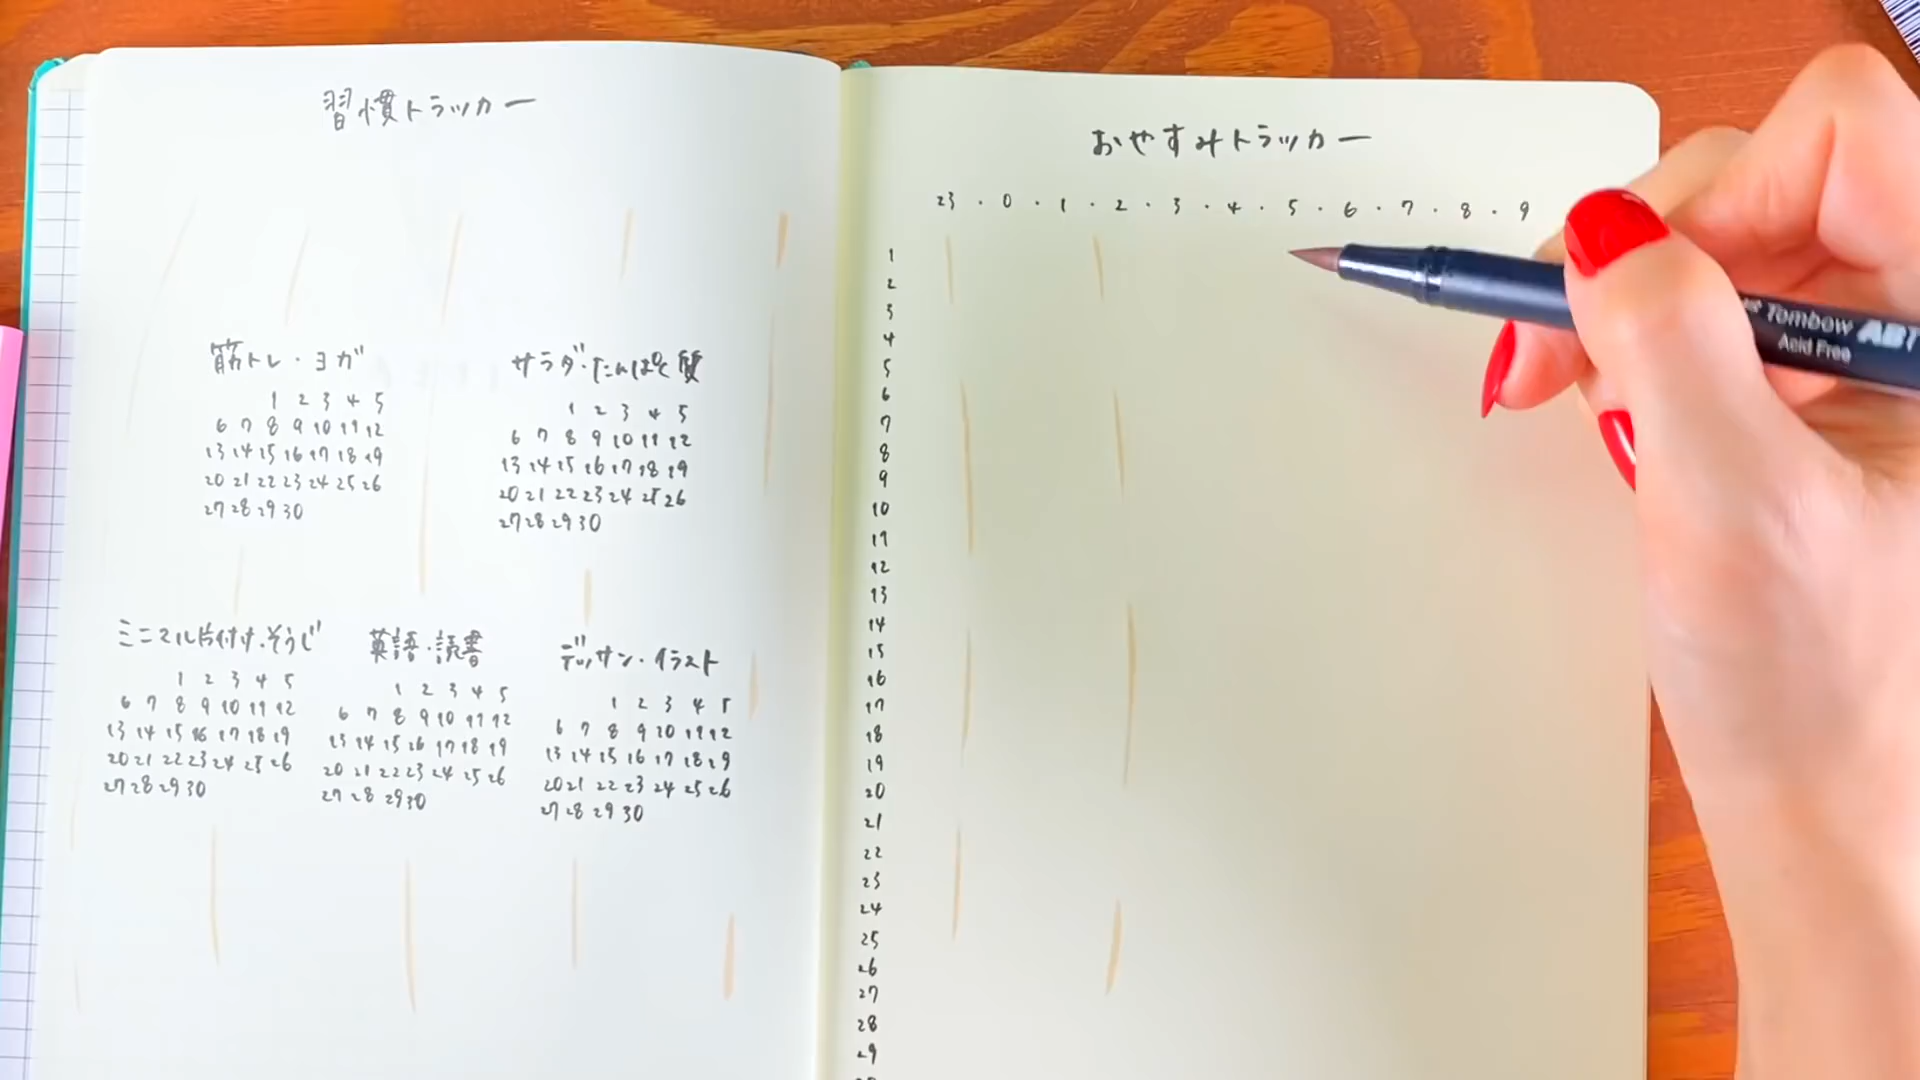 習慣トラッカー
筋トレ・ヨガ
1 2 3 4 5
6 7 8 9 10 11 12
13 14 15 16 17 18 19
20 21 22 23 24 25 26
27 28 29 30
サラダ・たんぱく質
1 2 3 4 5
6 7 8 9 10 11 12
13 14 15 16 17 18 19
20 21 22 23 24 25 26
27 28 29 30
ミニマル片付け・そうじ
1 2 3 4 5
6 7 8 9 10 11 12
13 14 15 16 17 18 19
20 21 22 23 24 25 26
27 28 29 30
英語・読書
1 2 3 4 5
6 7 8 9 10 11 12
13 14 15 16 17 18 19
20 21 22 23 24 25 26
27 28 29 30
デッサン・イラスト
1 2 3 4 5
6 7 8 9 10 11 12
13 14 15 16 17 18 19
20 21 22 23 24 25 26
27 28 29 30
おやすみトラッカー
23 · 0 · 1 · 2 · 3 · 4 · 5 · 6 · 7 · 8 · 9
1
2
3
4
5
6
7
8
9
10
11
12
13
14
15
16
17
18
19
20
21
22
23
24
25
26
27
28
29
Tombow ABT
Acid Free